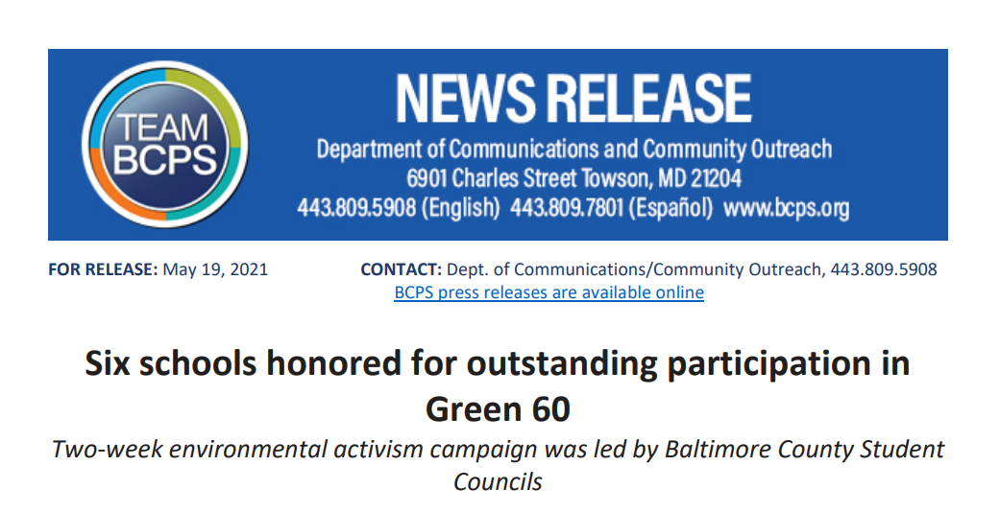 TEAM
BCPS
NEWS RELEASE
Department of Communications and Community Outreach
6901 Charles Street Towson, MD 21204
443.809.5908 (English) 443.809.7801 (Español) www.bcps.org
FOR RELEASE: May 19, 2021 CONTACT: Dept. of Communications/Community Outreach, 443.809.5908
BCPS press releases are available online
Six schools honored for outstanding participation in
Green 60
Two-week environmental activism campaign was led by Baltimore County Student
Councils